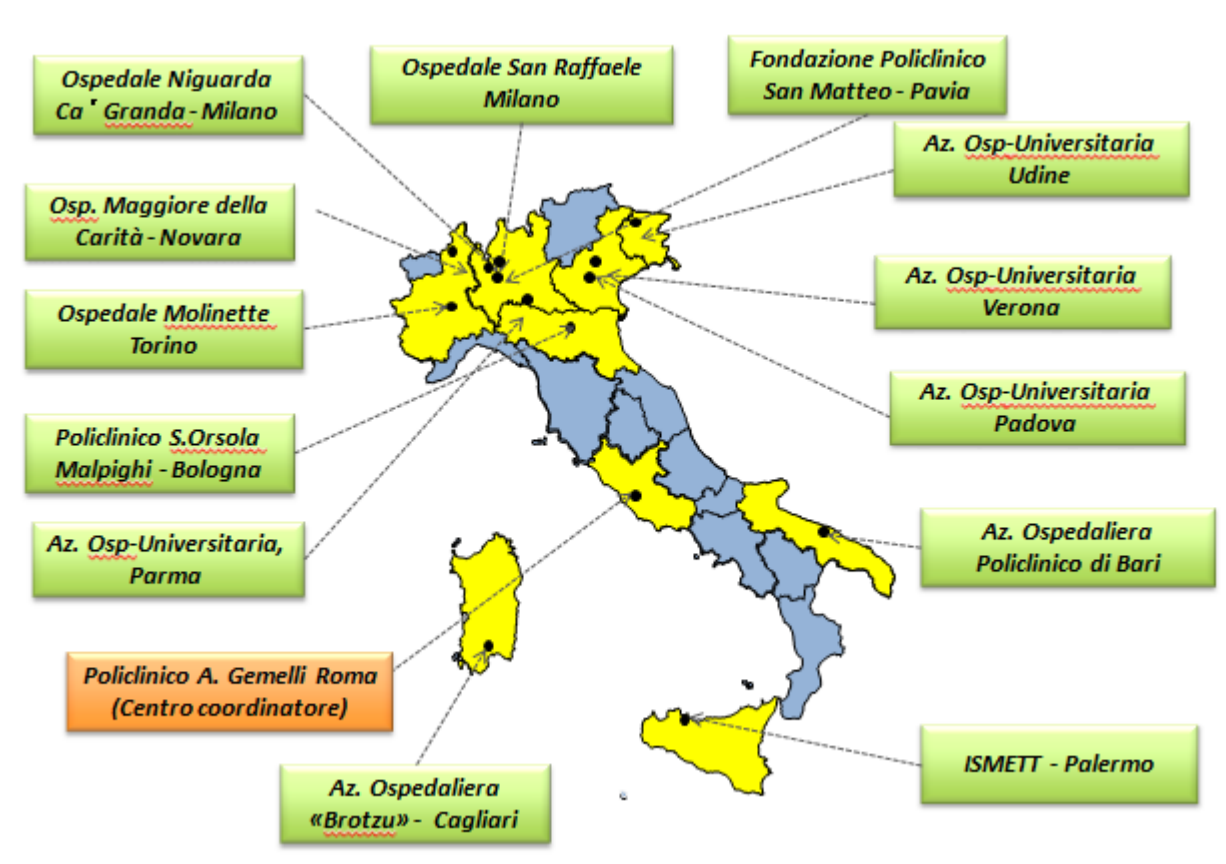 Ospedale Niguarda
Ca ' Granda - Milano
Ospedale San Raffaele
Milano
Fondazione Policlinico
San Matteo - Pavia
Az. Osp-Universitaria
Udine
Osp. Maggiore della
Carità - Novara
Az. Osp-Universitaria
Verona
Ospedale Molinette
Torino
Az. Osp-Universitaria
Padova
Policlinico S.Orsola
Malpighi - Bologna
Az. Osp-Universitaria,
Parma
Az. Ospedaliera
Policlinico di Bari
Policlinico A. Gemelli Roma
(Centro coordinatore)
ISMETT - Palermo
Az. Ospedaliera
«Brotzu» - Cagliari